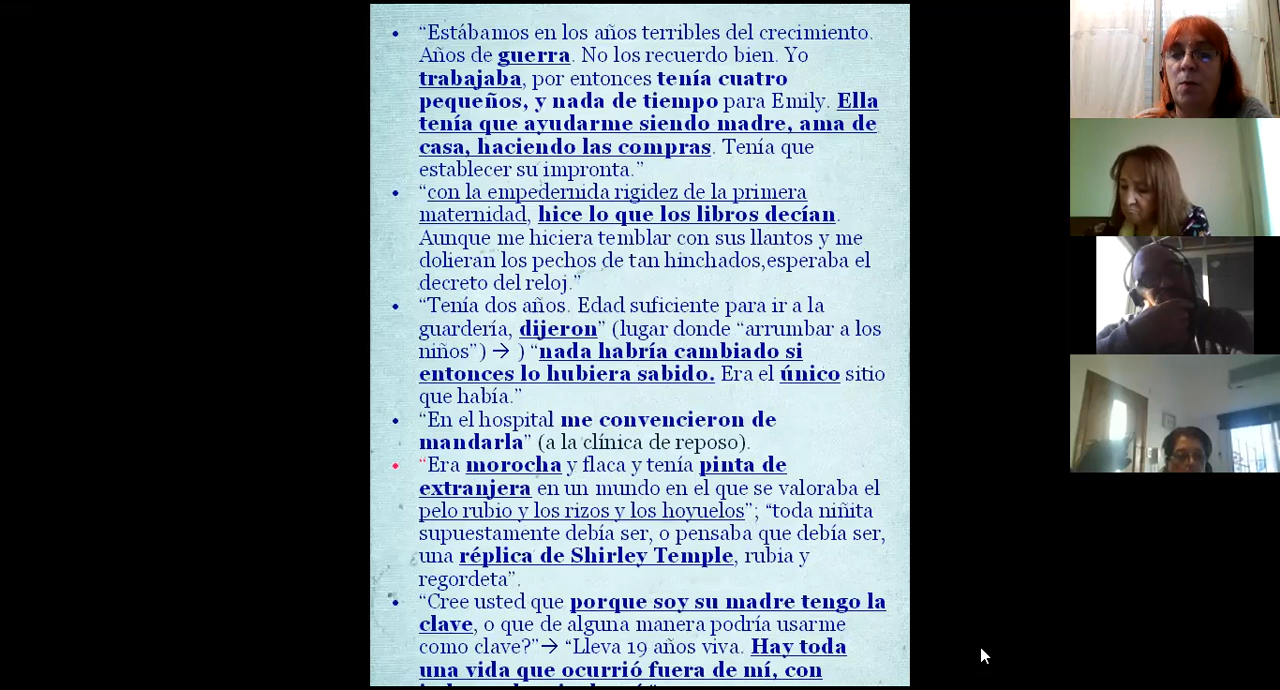 • “Estábamos en los años terribles del crecimiento.
Años de guerra. No los recuerdo bien. Yo
trabajaba, por entonces tenía cuatro
pequeños, y nada de tiempo para Emily. Ella
tenía que ayudarme siendo madre, ama de
casa, haciendo las compras. Tenía que
establecer su impronta.”
• “con la empedernida rigidez de la primera
maternidad, hice lo que los libros decían.
Aunque me hiciera temblar con sus llantos y me
dolieran los pechos de tan hinchados,esperaba el
decreto del reloj.”
• “Tenía dos años. Edad suficiente para ir a la
guardería, dijeron” (lugar donde “arrumbar a los
niños”) → ) “nada habría cambiado si
entonces lo hubiera sabido. Era el único sitio
que había.”
• “En el hospital me convencieron de
mandarla” (a la clínica de reposo).
• “Era morocha y flaca y tenía pinta de
extranjera en un mundo en el que se valoraba el
pelo rubio y los rizos y los hoyuelos”; “toda niñita
supuestamente debía ser, o pensaba que debía ser,
una réplica de Shirley Temple, rubia y
regordeta”.
• “Cree usted que porque soy su madre tengo la
clave, o que de alguna manera podría usarme
como clave?” → “Lleva 19 años viva. Hay toda
una vida que ocurrió fuera de mí, con